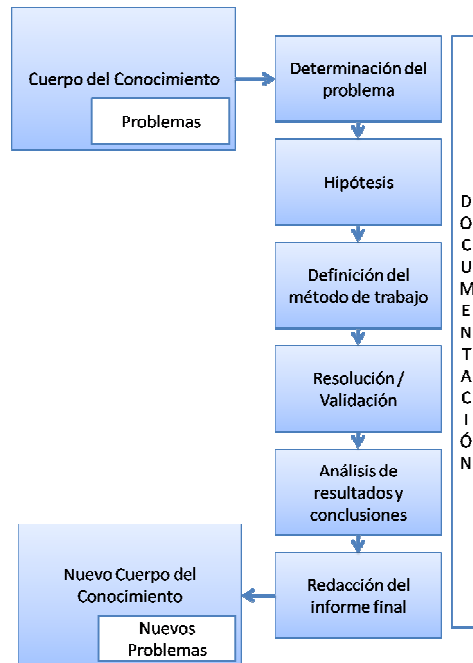 Cuerpo del Conocimiento
Problemas
Determinación del
problema
Hipótesis
Definición del
método de trabajo
Resolución /
Validación
Análisis de
resultados y
conclusiones
Redacción del
informe final
Nuevo Cuerpo del
Conocimiento
Nuevos
Problemas
D
O
C
U
M
E
N
T
A
C
I
Ó
N